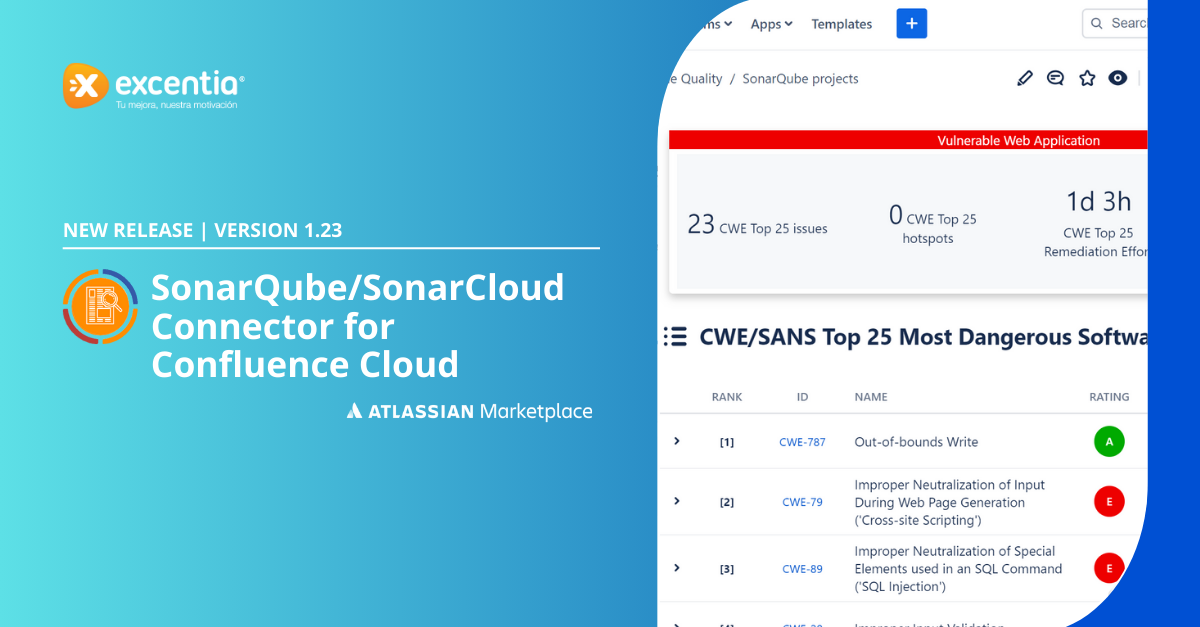 excentia®
Tu mejora, nuestra motivación
NEW RELEASE | VERSION 1.23
SonarQube/SonarCloud
Connector for
Confluence Cloud
ATLASSIAN Marketplace
ms Apps Templates +
Searc
e Quality / SonarQube projects
Vulnerable Web Application
23 CWE Top 25 issues
0 CWE Top 25
hotspots
1d 3h
CWE Top 25
Remediation Effor
CWE/SANS Top 25 Most Dangerous Softwa
RANK ID NAME RATING
[1] CWE-787 Out-of-bounds Write A
[2] CWE-79 Improper Neutralization of Input
During Web Page Generation
('Cross-site Scripting') E
[3] CWE-89 Improper Neutralization of Special
Elements used in an SQL Command
('SQL Injection') E